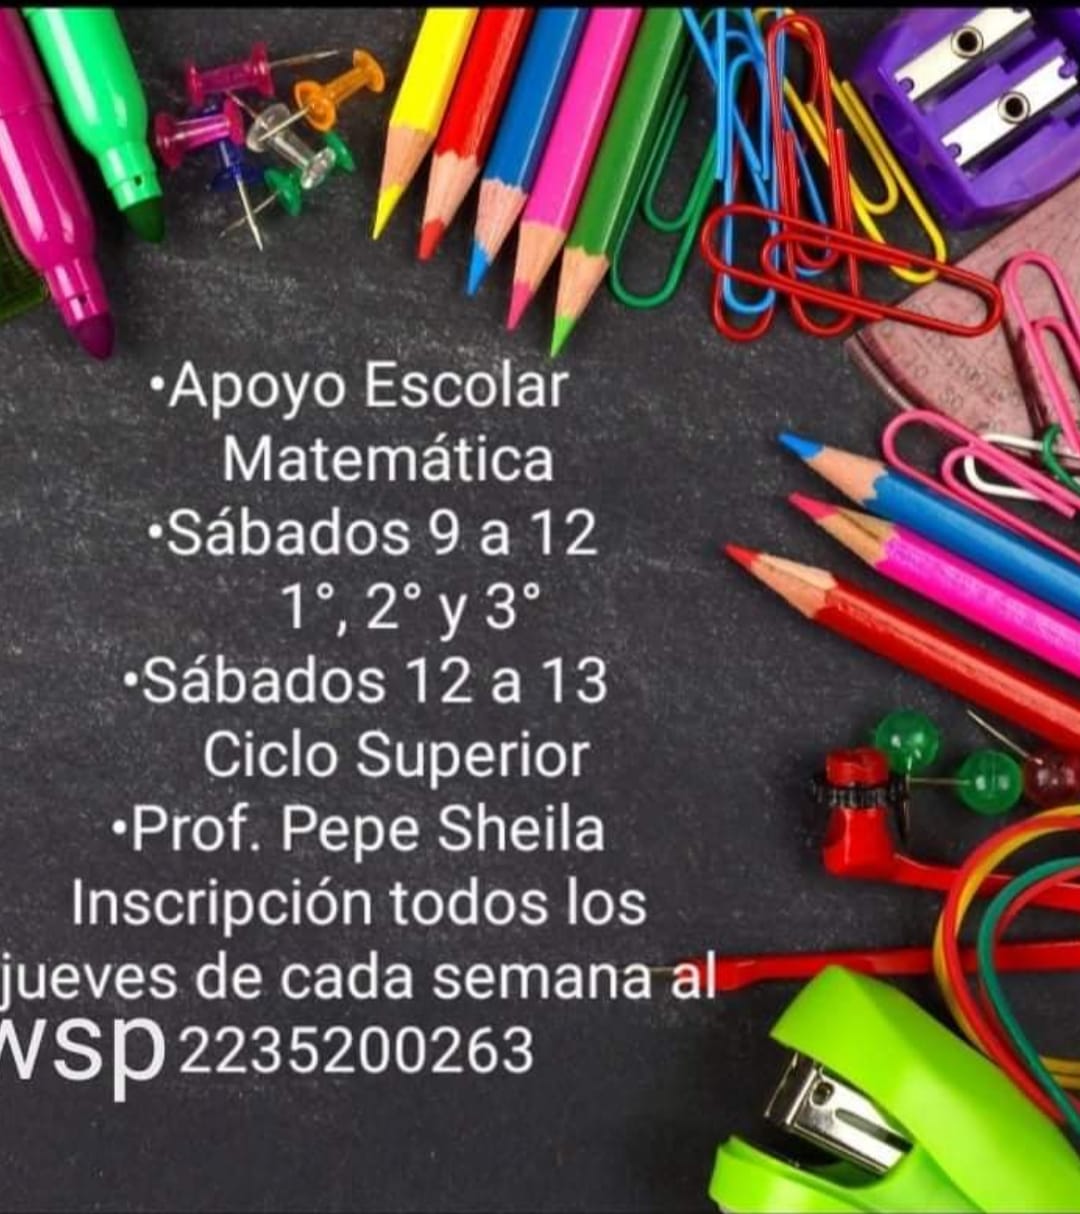 •Apoyo Escolar
Matemática
•Sábados 9 a 12
1°, 2° y 3°
•Sábados 12 a 13
Ciclo Superior
•Prof. Pepe Sheila
Inscripción todos los
jueves de cada semana al
wsp 2235200263